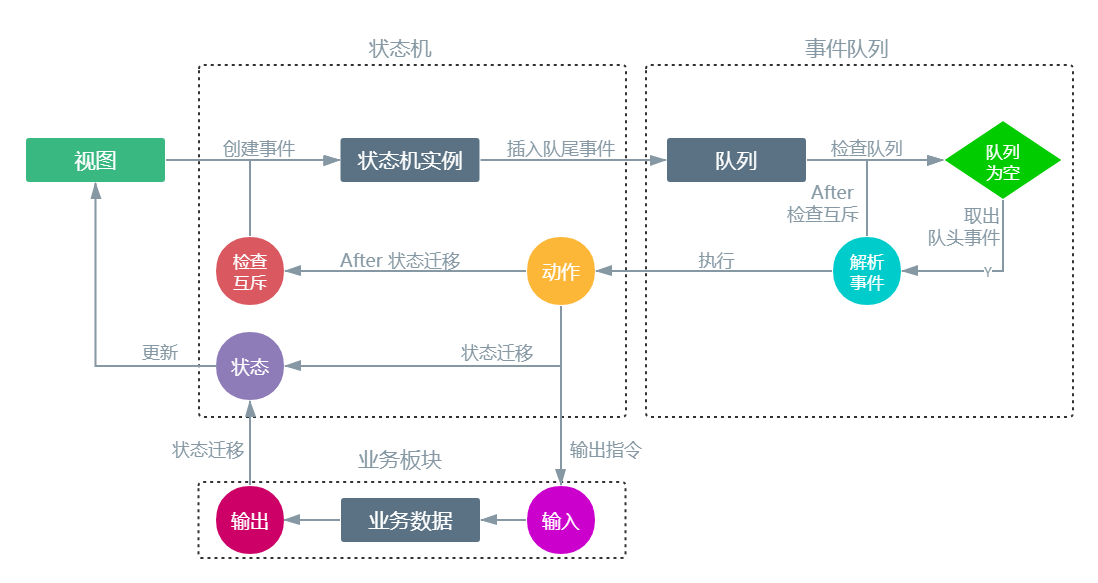 状态机
事件队列
视图
创建事件
状态机实例
插入队尾事件
队列
检查队列
队列
为空
After
检查互斥
取出
队头事件
检查
互斥
After 状态迁移
动作
执行
解析
事件
Y
更新
状态
状态迁移
状态迁移
业务板块
输出指令
输出
业务数据
输入